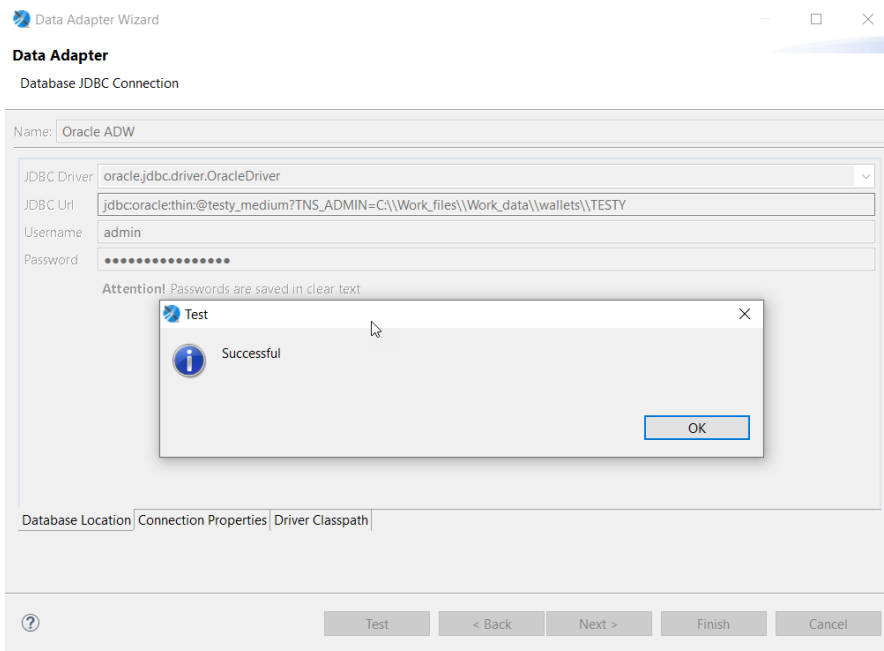 Data Adapter Wizard
Data Adapter
Database JDBC Connection
Name: Oracle ADW
JDBC Driver oracle.jdbc.driver.OracleDriver
JDBC Url jdbc:oracle:thin:@testy_medium?TNS_ADMIN=C:\\Work_files\\Work_data\\wallets\\TESTY
Username admin
Password ●●●●●●●●●●●●●●●●
Attention! Passwords are saved in clear text
Test
Successful
OK
Database Location Connection Properties Driver Classpath
? Test < Back Next > Finish Cancel